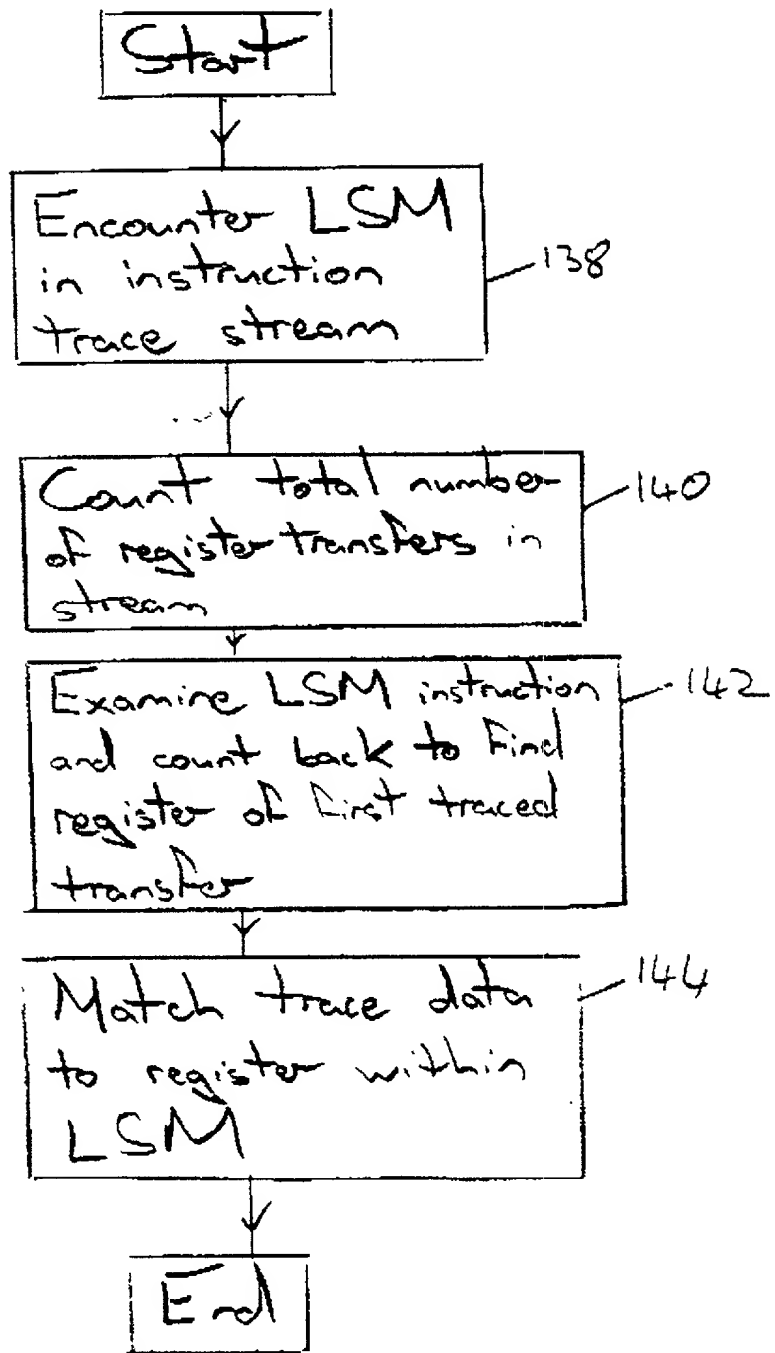 Start
Encounter LSM
in instruction
trace stream
138
Count total number
of register transfers in
stream
140
Examine LSM instruction
and count back to find
register of first traced
transfer
142
Match trace data
to register within
LSM
144
End